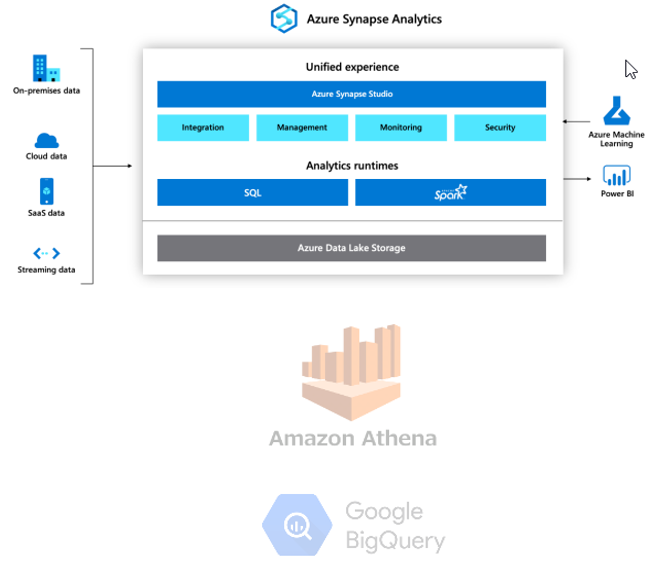 Azure Synapse Analytics
Unified experience
Azure Synapse Studio
Integration
Management
Monitoring
Security
Analytics runtimes
SQL
Spark
Azure Data Lake Storage
On-premises data
Cloud data
SaaS data
Streaming data
Azure Machine
Learning
Power BI
Amazon Athena
Google
BigQuery